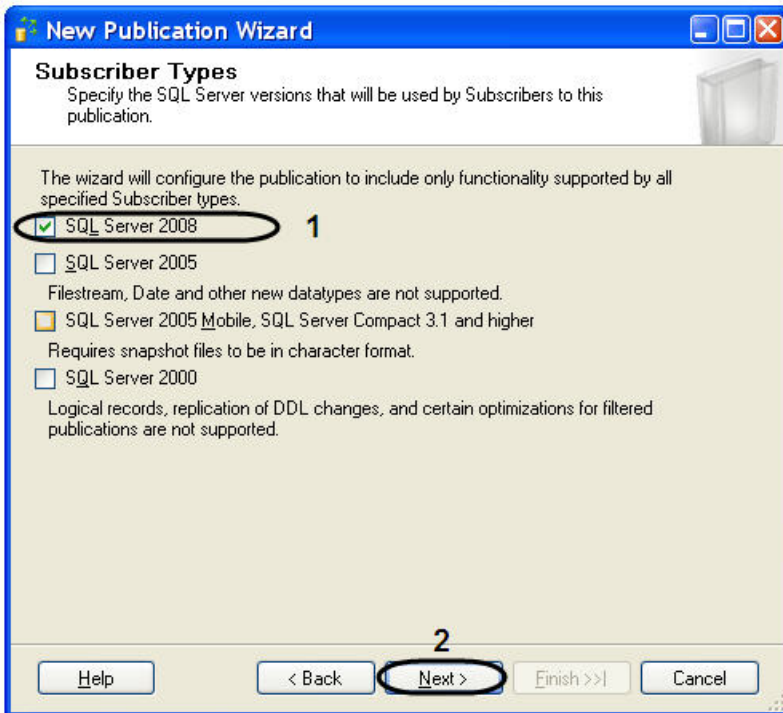 New Publication Wizard
Subscriber Types
Specify the SQL Server versions that will be used by Subscribers to this
publication.
The wizard will configure the publication to include only functionality supported by all
specified Subscriber types.
SQL Server 2008
1
SQL Server 2005
Filestream, Date and other new datatypes are not supported.
SQL Server 2005 Mobile, SQL Server Compact 3.1 and higher
Requires snapshot files to be in character format.
SQL Server 2000
Logical records, replication of DDL changes, and certain optimizations for filtered
publications are not supported.
2
Help < Back Next > Finish >>| Cancel